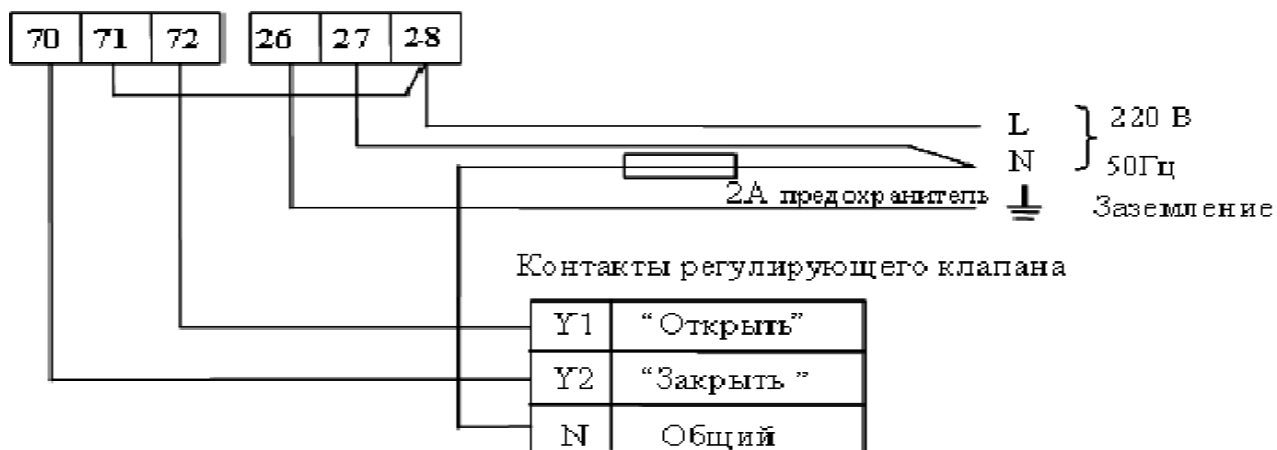 70 71 72 26 27 28
L 220 В
N 50Гц
2А предохранитель Заземление
Контакты регулирующего клапана
Y1 “Открыть”
Y2 “Закрыть ”
N Общий